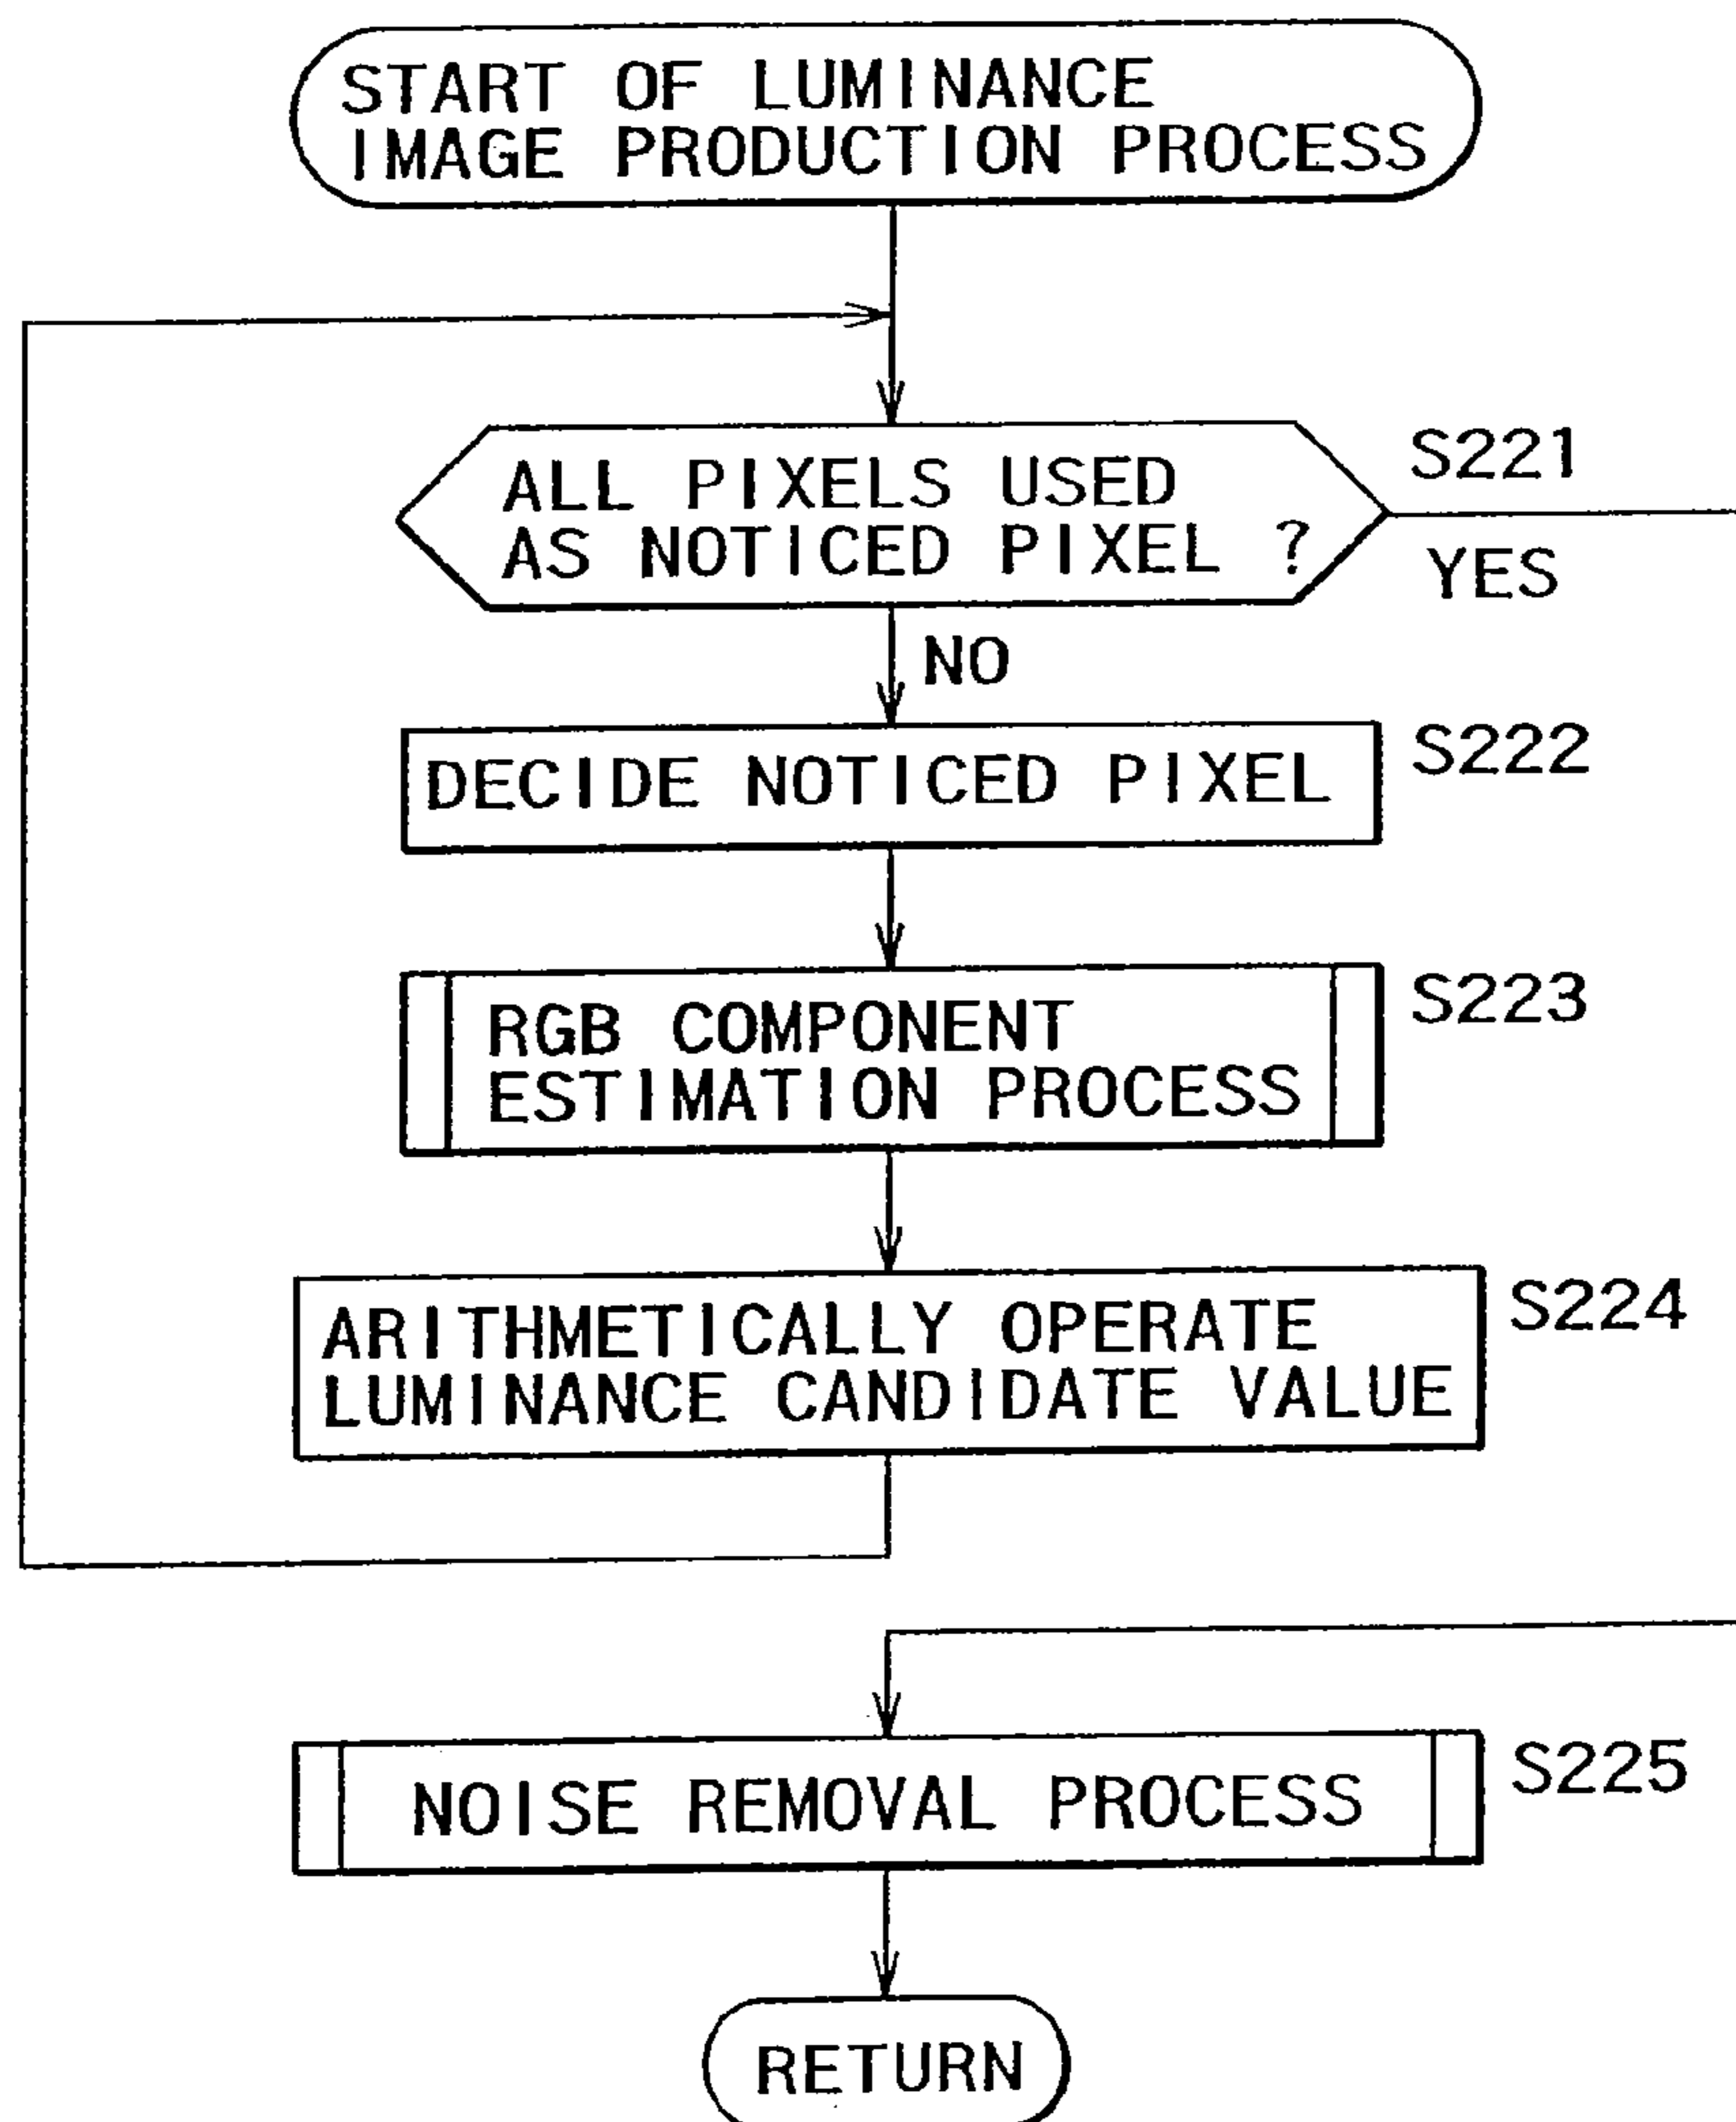 START OF LUMINANCE
IMAGE PRODUCTION PROCESS
ALL PIXELS USED
AS NOTICED PIXEL ?
S221
YES
NO
DECIDE NOTICED PIXEL
S222
RGB COMPONENT
ESTIMATION PROCESS
S223
ARITHMETICALLY OPERATE
LUMINANCE CANDIDATE VALUE
S224
NOISE REMOVAL PROCESS
S225
RETURN